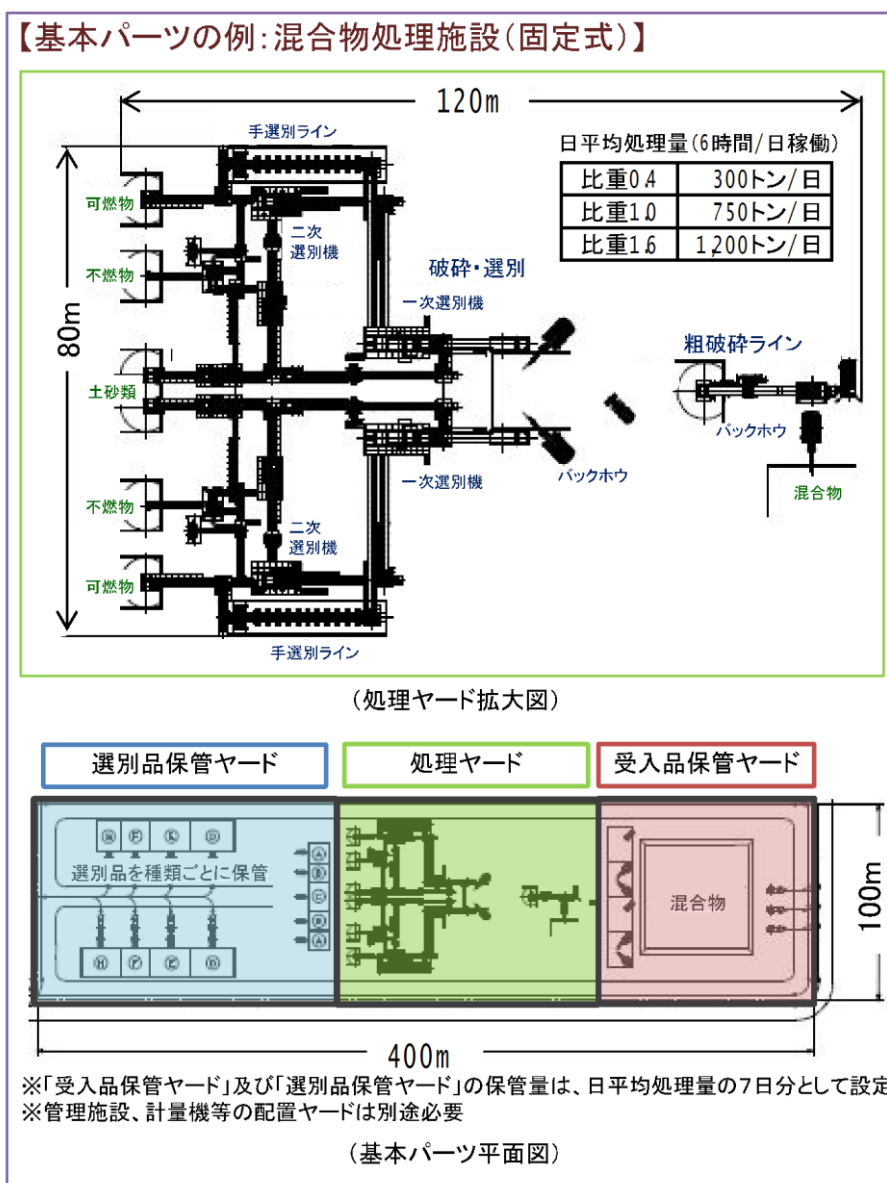 【基本パーツの例：混合物処理施設（固定式）】
120m
手選別ライン
日平均処理量（6時間/日稼働）
比重0.4 300トン/日
比重1.0 750トン/日
比重1.6 1,200トン/日
可燃物
二次
選別機
破砕・選別
不燃物
一次選別機
80m
粗破砕ライン
土砂類
バックホウ
一次選別機
バックホウ
混合物
不燃物
二次
選別機
可燃物
手選別ライン
（処理ヤード拡大図）
選別品保管ヤード 処理ヤード 受入品保管ヤード
選別品を種類ごとに保管
混合物
100m
400m
※「受入品保管ヤード」及び「選別品保管ヤード」の保管量は、日平均処理量の7日分として設定
※管理施設、計量機等の配置ヤードは別途必要
（基本パーツ平面図）